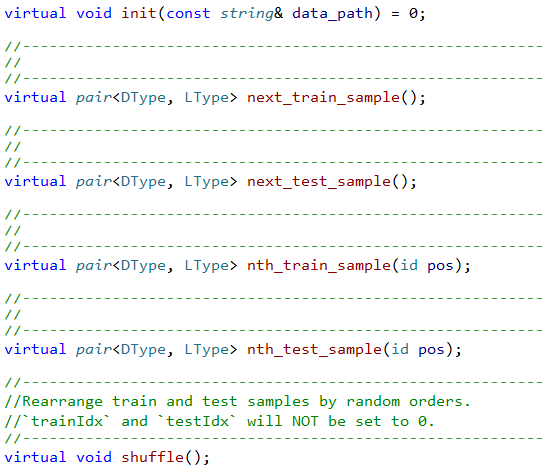 virtual void init(const string& data_path) = 0;
//----------------------------------------------------------
//
//----------------------------------------------------------
virtual pair<DType, LType> next_train_sample();
//----------------------------------------------------------
//
//----------------------------------------------------------
virtual pair<DType, LType> next_test_sample();
//----------------------------------------------------------
//
//----------------------------------------------------------
virtual pair<DType, LType> nth_train_sample(id pos);
//----------------------------------------------------------
//
//----------------------------------------------------------
virtual pair<DType, LType> nth_test_sample(id pos);
//----------------------------------------------------------
//Rearrange train and test samples by random orders.
//`trainIdx` and `testIdx` will NOT be set to 0.
//----------------------------------------------------------
virtual void shuffle();